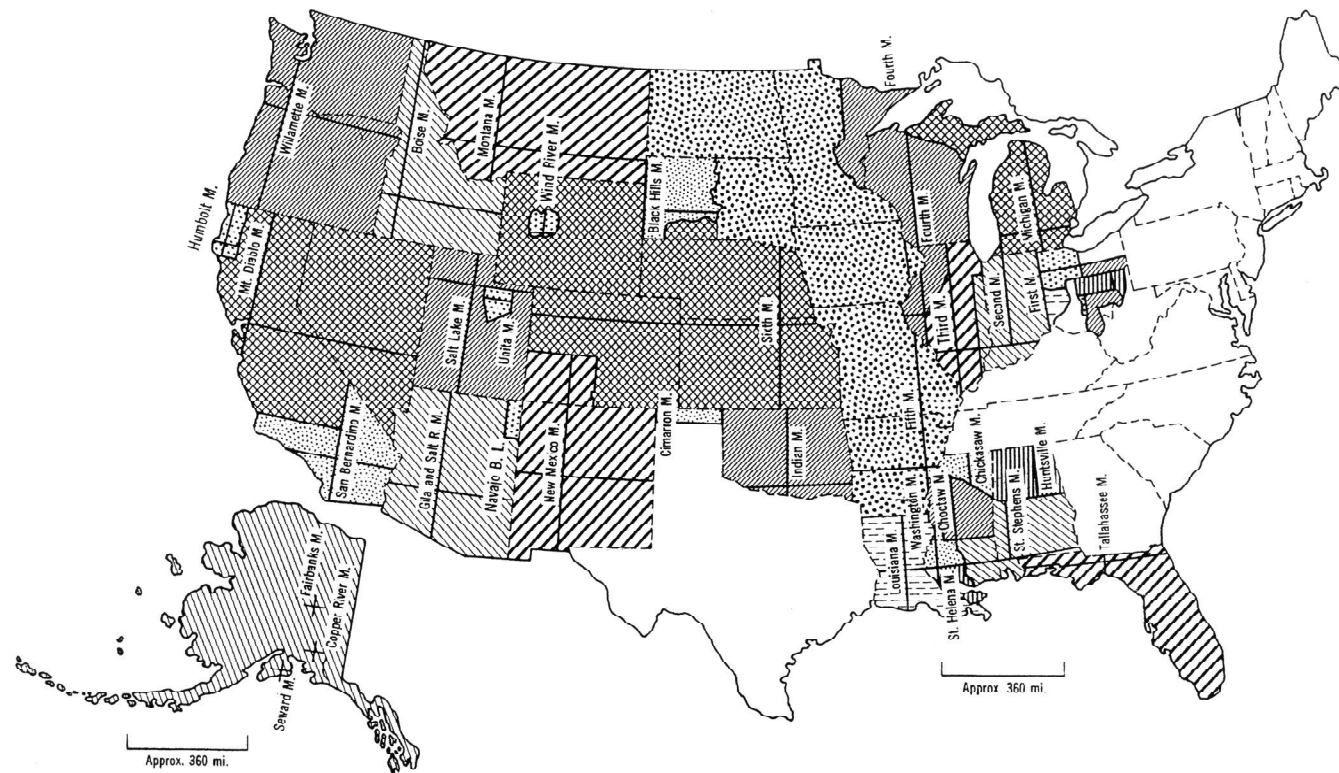 Fourth M.
Willamette M.
Boise M.
Montana M.
Wind River M.
Black Hills M.
Humbolt M.
Mt. Diablo M.
Fourth M.
Michigan M.
Salt Lake M.
Unita M.
Sixth M.
Third M.
Second N.
First N.
San Bernardino M.
Gila and Salt R. M.
Navajo B. L.
New Mexico M.
Cimarron M.
Indian M.
Fifth M.
Chickasaw N.
Huntsville M.
Washington M.
Choctaw N.
St. Stephens N.
Tallahassee M.
Louisiana M.
St. Helena N.
Fairbanks M.
Copper River M.
Seward M.
Approx. 360 mi.
Approx. 360 mi.